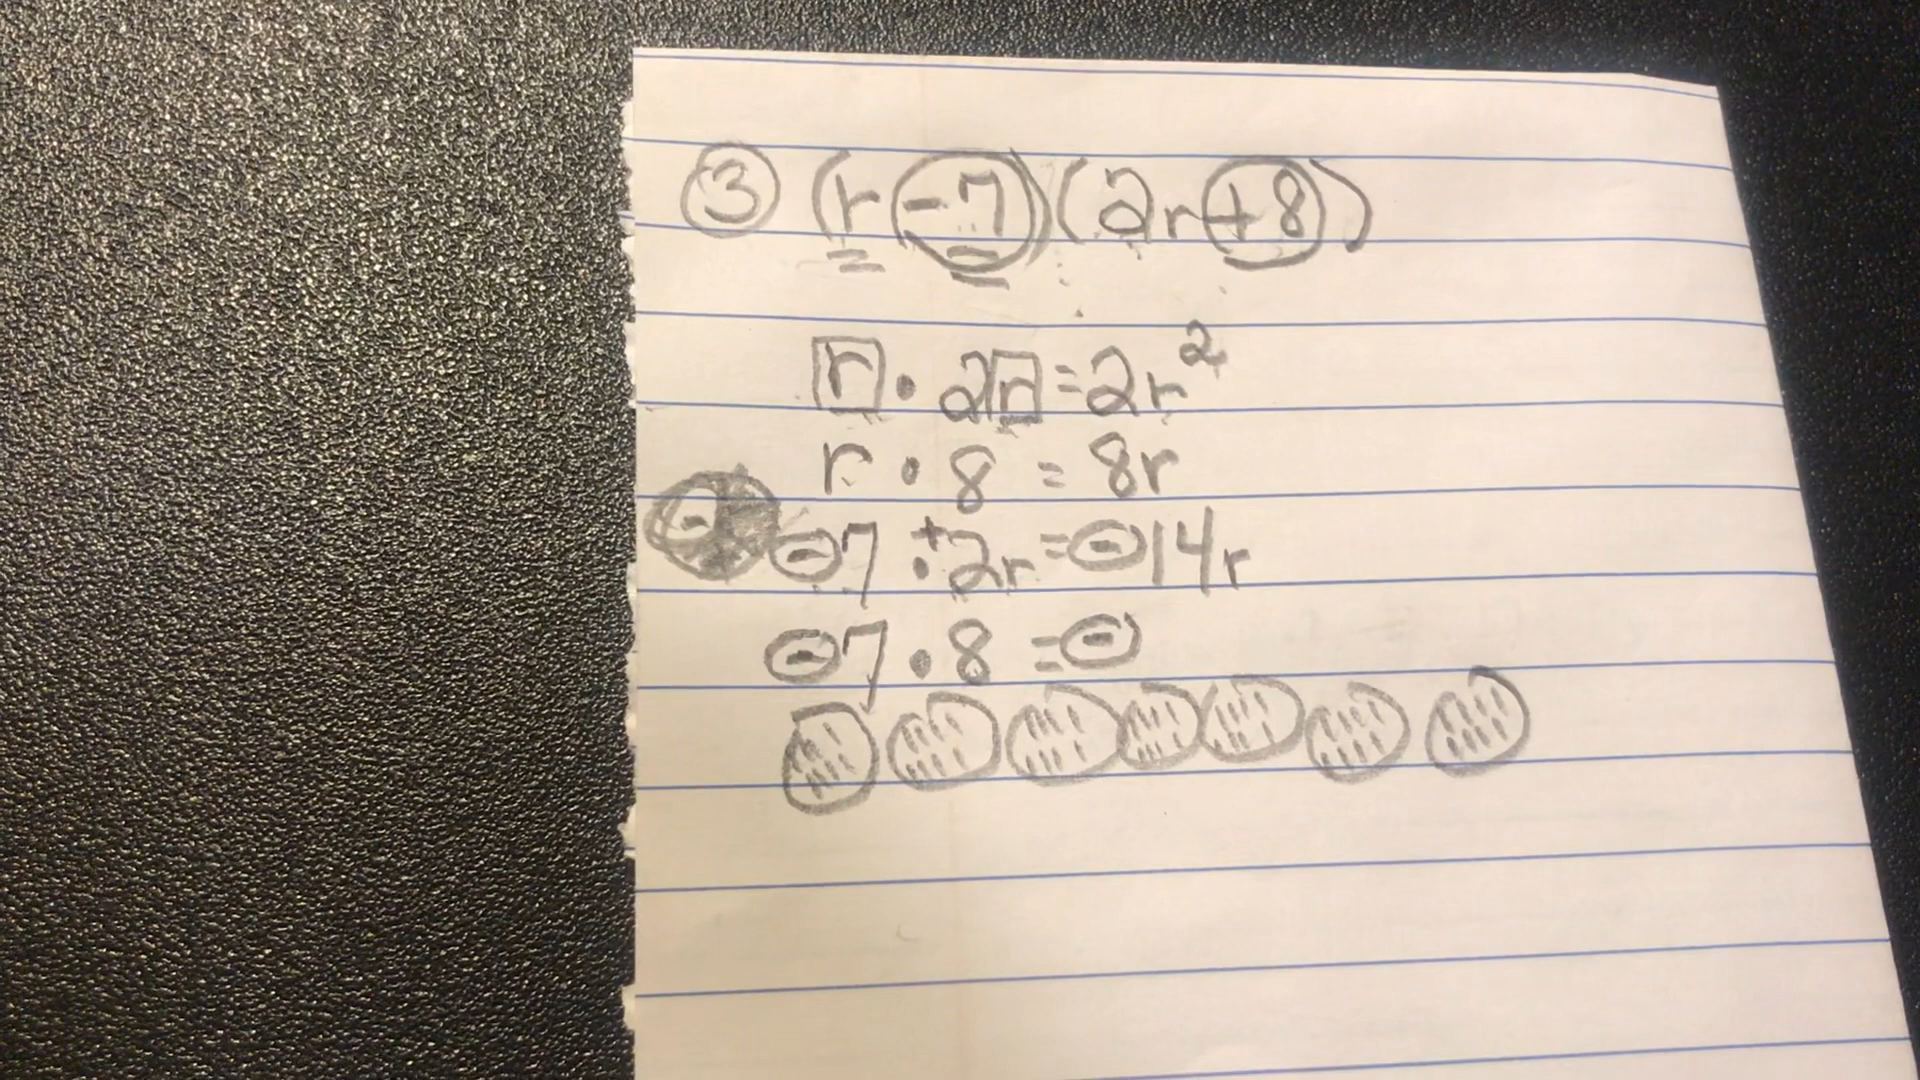 ③ (r-7)(2r+8)
r • 2r = 2r²
r • 8 = 8r
-7 • +2r = -14r
-7 • 8 = -